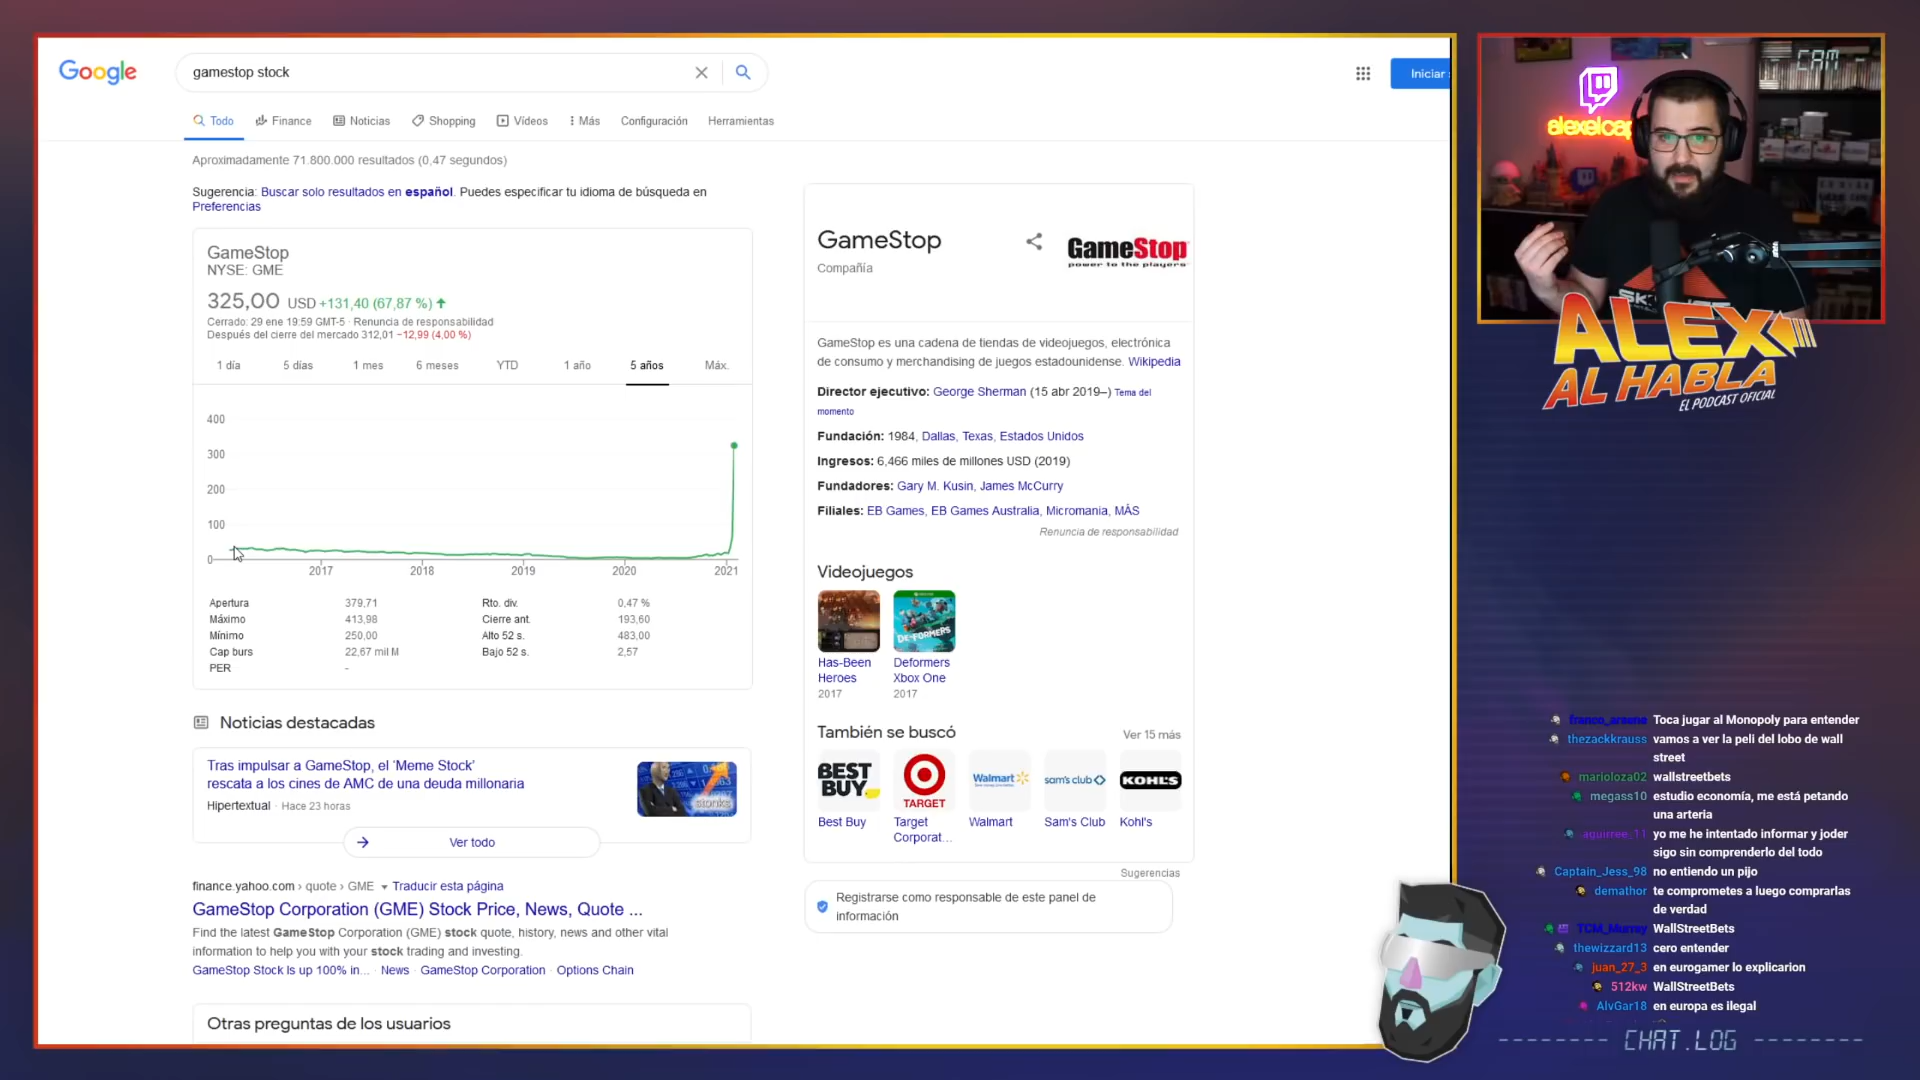 Google
gamestop stock
Iniciar
Todo
Finance
Noticias
Shopping
Vídeos
Más
Configuración
Herramientas
Aproximadamente 71.800.000 resultados (0,47 segundos)
Sugerencia: Buscar solo resultados en español. Puedes especificar tu idioma de búsqueda en
Preferencias
GameStop
NYSE: GME
325,00 USD +131,40 (67,87 %)
Cerrado: 29 ene 19:59 GMT-5 · Renuncia de responsabilidad
Después del cierre del mercado 312,01 −12,99 (4,00 %)
1 día
5 días
1 mes
6 meses
YTD
1 año
5 años
Máx.
400
300
200
100
0
2017
2018
2019
2020
2021
Apertura 379,71 Rto. div. 0,47 %
Máximo 413,98 Cierre ant. 193,60
Mínimo 250,00 Alto 52 s. 483,00
Cap burs 22,67 mil M Bajo 52 s. 2,57
PER -
Noticias destacadas
Tras impulsar a GameStop, el 'Meme Stock'
rescata a los cines de AMC de una deuda millonaria
Hipertextual · Hace 23 horas
stonks
Ver todo
finance.yahoo.com › quote › GME Traducir esta página
GameStop Corporation (GME) Stock Price, News, Quote ...
Find the latest GameStop Corporation (GME) stock quote, history, news and other vital
information to help you with your stock trading and investing.
GameStop Stock Is up 100% in... · News · GameStop Corporation · Options Chain
Otras preguntas de los usuarios
GameStop
Compañía
GameStop
power to the players
GameStop es una cadena de tiendas de videojuegos, electrónica
de consumo y merchandising de juegos estadounidense. Wikipedia
Director ejecutivo: George Sherman (15 abr 2019–) Tema del
momento
Fundación: 1984, Dallas, Texas, Estados Unidos
Ingresos: 6,466 miles de millones USD (2019)
Fundadores: Gary M. Kusin, James McCurry
Filiales: EB Games, EB Games Australia, Micromania, MÁS
Renuncia de responsabilidad
Videojuegos
DE-FORMERS
Has-Been
Heroes
2017
Deformers
Xbox One
2017
También se buscó
Ver 15 más
BEST
BUY
TARGET
Walmart
sam's club
KOHL'S
Best Buy
Target
Corporat...
Walmart
Sam's Club
Kohl's
Sugerencias
Registrarse como responsable de este panel de
información
- CAM -
alexelcap
ALEX
AL HABLA
EL PODCAST OFICIAL
franco_arsene Toca jugar al Monopoly para entender
thezackkrauss vamos a ver la peli del lobo de wall
street
marioloza02 wallstreetbets
megass10 estudio economía, me está petando
una arteria
aguirree_11 yo me he intentado informar y joder
sigo sin comprenderlo del todo
Captain_Jess_98 no entiendo un pijo
demathor te comprometes a luego comprarlas
de verdad
TCM_Murray WallStreetBets
thewizzard13 cero entender
juan_27_3 en eurogamer lo explicarion
512kw WallStreetBets
AlvGar18 en europa es ilegal
CHAT.LOG